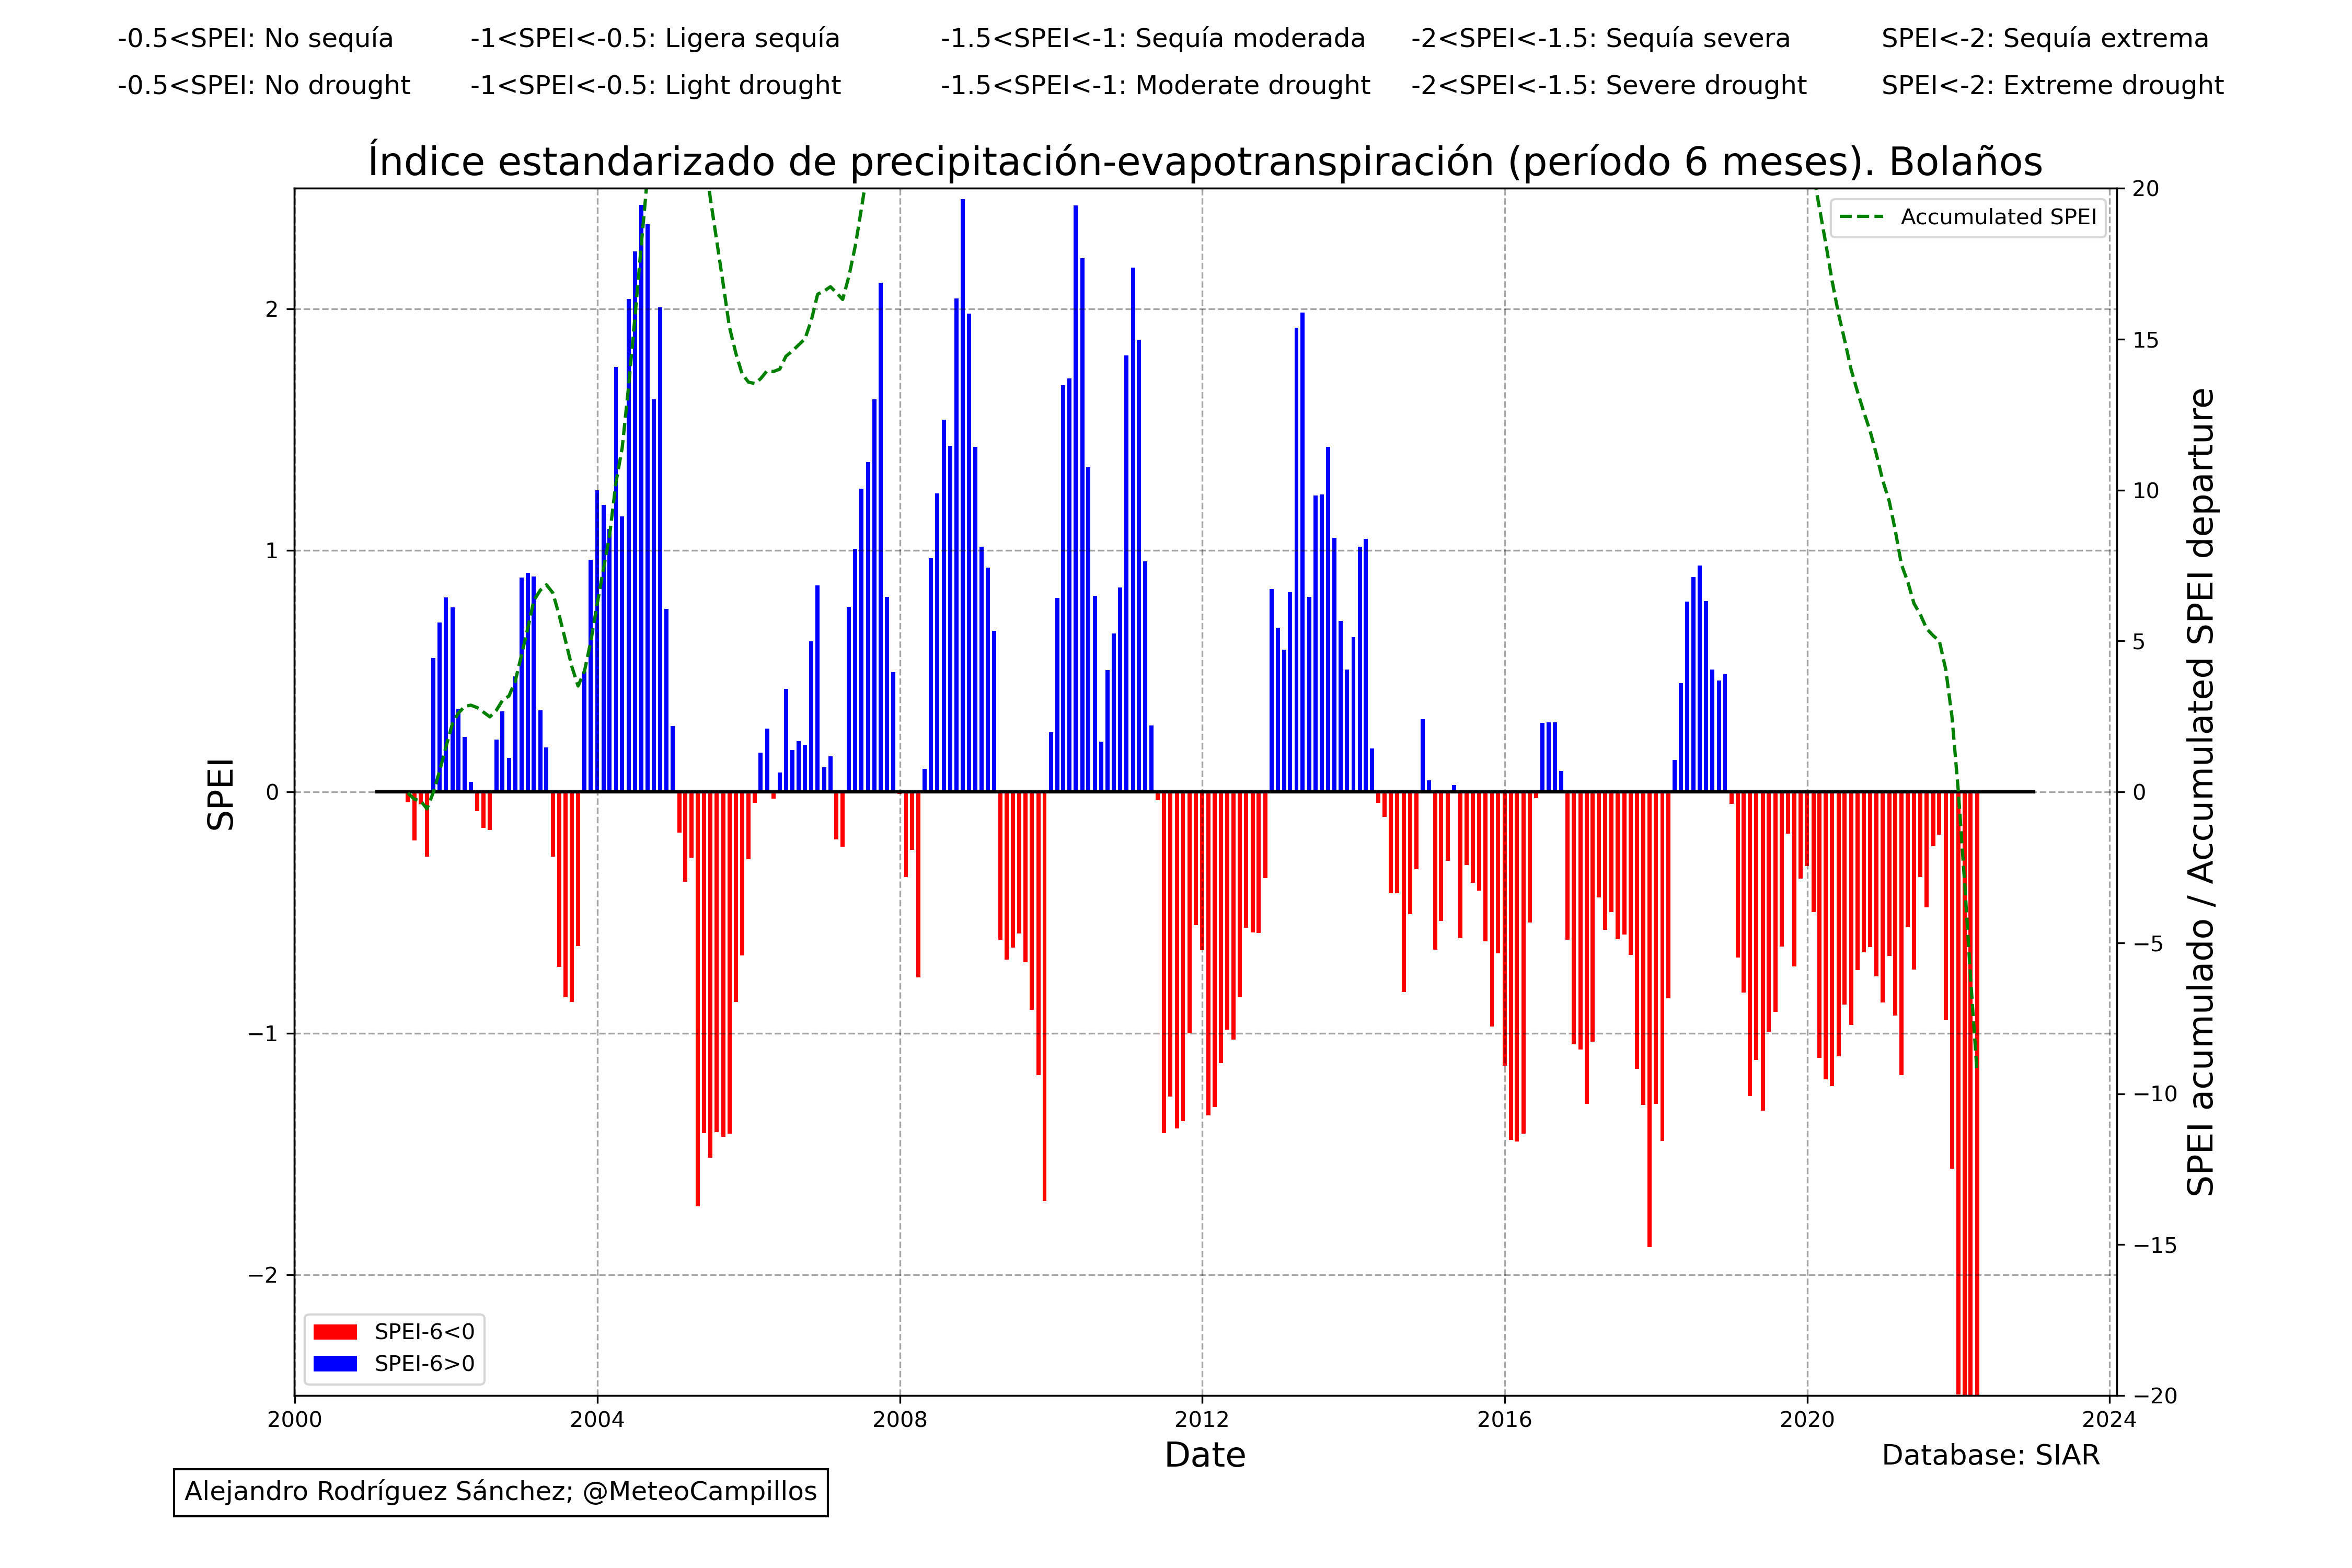 -0.5<SPEI: No sequía -1<SPEI<-0.5: Ligera sequía -1.5<SPEI<-1: Sequía moderada -2<SPEI<-1.5: Sequía severa SPEI<-2: Sequía extrema
-0.5<SPEI: No drought -1<SPEI<-0.5: Light drought -1.5<SPEI<-1: Moderate drought -2<SPEI<-1.5: Severe drought SPEI<-2: Extreme drought
Índice estandarizado de precipitación-evapotranspiración (período 6 meses). Bolaños
Accumulated SPEI
SPEI
2
1
0
−1
−2
20
15
10
5
0
−5
−10
−15
−20
SPEI acumulado / Accumulated SPEI departure
SPEI-6<0
SPEI-6>0
2000 2004 2008 2012 2016 2020 2024
Date
Database: SIAR
Alejandro Rodríguez Sánchez; @MeteoCampillos